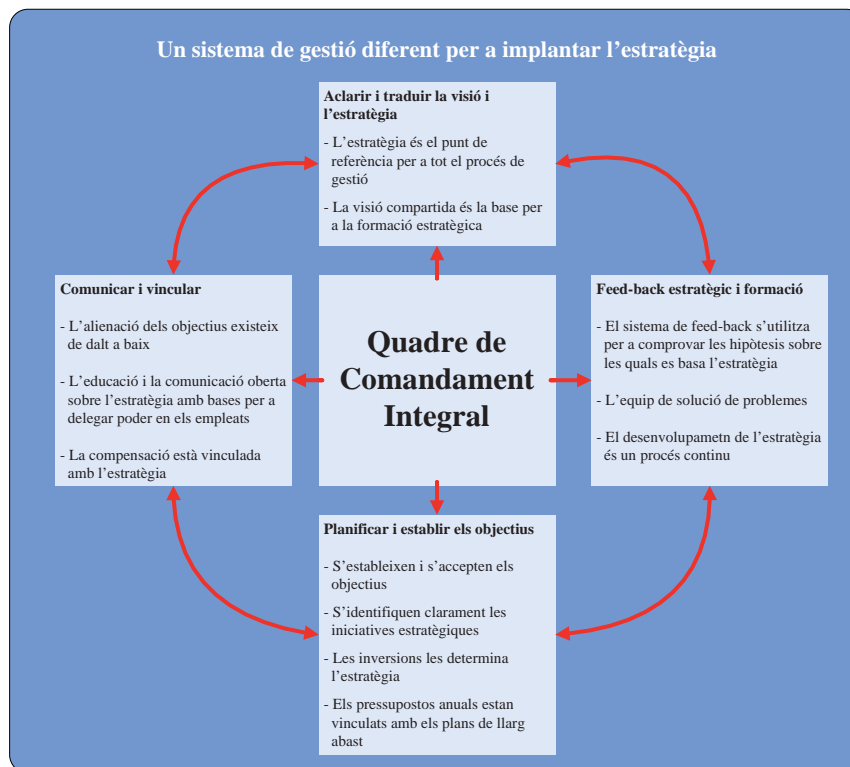 Un sistema de gestió diferent per a implantar l’estratègia
Aclarir i traduir la visió i
l’estratègia
- L’estratègia és el punt de
referència per a tot el procés de
gestió
- La visió compartida és la base per
a la formació estratègica
Comunicar i vincular
- L’alienació dels objectius existeix
de dalt a baix
- L’educació i la comunicació oberta
sobre l’estratègia amb bases per a
delegar poder en els empleats
- La compensació està vinculada
amb l’estratègia
Quadre de
Comandament
Integral
Feed-back estratègic i formació
- El sistema de feed-back s’utilitza
per a comprovar les hipòtesis sobre
les quals es basa l’estratègia
- L’equip de solució de problemes
- El desenvolupametn de l’estratègia
és un procés continu
Planificar i establir els objectius
- S’estableixen i s’accepten els
objectius
- S’identifiquen clarament les
iniciatives estratègiques
- Les inversions les determina
l’estratègia
- Els pressupostos anuals estan
vinculats amb els plans de llarg
abast